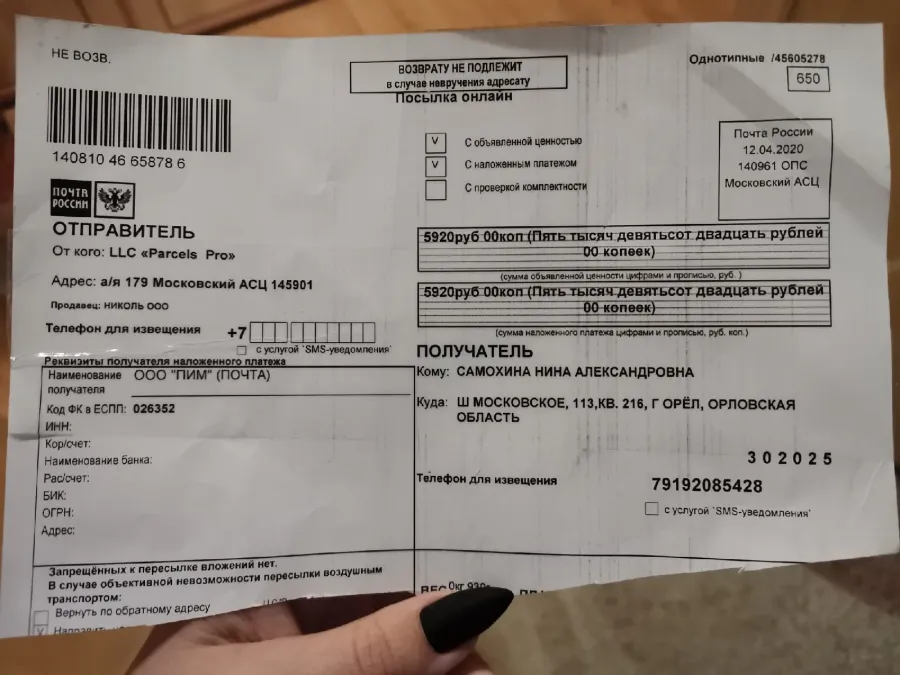 НЕ ВОЗВ.
ВОЗВРАТУ НЕ ПОДЛЕЖИТ
в случае невручения адресату
Посылка онлайн
Однотипные /45605278
650
140810 46 65878 6
V С объявленной ценностью
V С наложенным платежом
С проверкой комплектности
Почта России
12.04.2020
140961 ОПС
Московский АСЦ
ПОЧТА
РОССИИ
ОТПРАВИТЕЛЬ
От кого: LLC «Parcels Pro»
Адрес: а/я 179 Московский АСЦ 145901
Продавец: НИКОЛЬ ООО
Телефон для извещения +7
с услугой "SMS-уведомления"
5920руб 00коп (Пять тысяч девятьсот двадцать рублей
00 копеек)
(сумма объявленной ценности цифрами и прописью, руб. )
5920руб 00коп (Пять тысяч девятьсот двадцать рублей
00 копеек)
(сумма наложенного платежа цифрами и прописью, руб. коп.)
Реквизиты получателя наложенного платежа
Наименование ООО "ПИМ" (ПОЧТА)
получателя
Код ФК в ЕСПП: 026352
ИНН:
Кор/счет:
Наименование банка:
Рас/счет:
БИК:
ОГРН:
Адрес:
ПОЛУЧАТЕЛЬ
Кому: САМОХИНА НИНА АЛЕКСАНДРОВНА
Куда: Ш МОСКОВСКОЕ, 113,КВ. 216, Г ОРЁЛ, ОРЛОВСКАЯ
ОБЛАСТЬ
302025
Телефон для извещения 79192085428
с услугой "SMS-уведомления"
Запрещённых к пересылке вложений нет.
В случае объективной невозможности пересылки воздушным
транспортом:
Вернуть по обратному адресу
V Направить
ВЕС 0кг